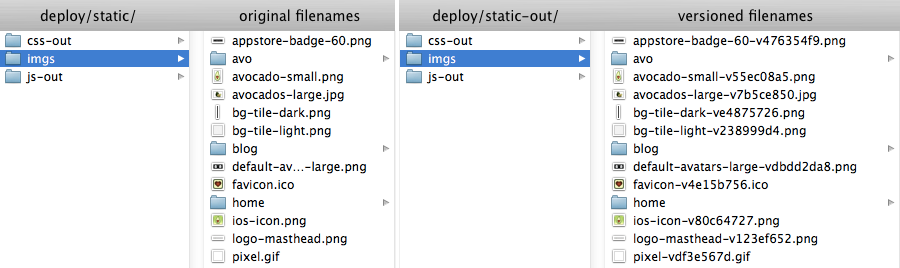 deploy/static/
original filenames
deploy/static-out/
versioned filenames
css-out
imgs
js-out
appstore-badge-60.png
avo
avocado-small.png
avocados-large.jpg
bg-tile-dark.png
bg-tile-light.png
blog
default-av...-large.png
favicon.ico
home
ios-icon.png
logo-masthead.png
pixel.gif
css-out
imgs
js-out
appstore-badge-60-v476354f9.png
avo
avocado-small-v55ec08a5.png
avocados-large-v7b5ce850.jpg
bg-tile-dark-ve4875726.png
bg-tile-light-v238999d4.png
blog
default-avatars-large-vdbdd2da8.png
favicon-v4e15b756.ico
home
ios-icon-v80c64727.png
logo-masthead-v123ef652.png
pixel-vdf3e567d.gif